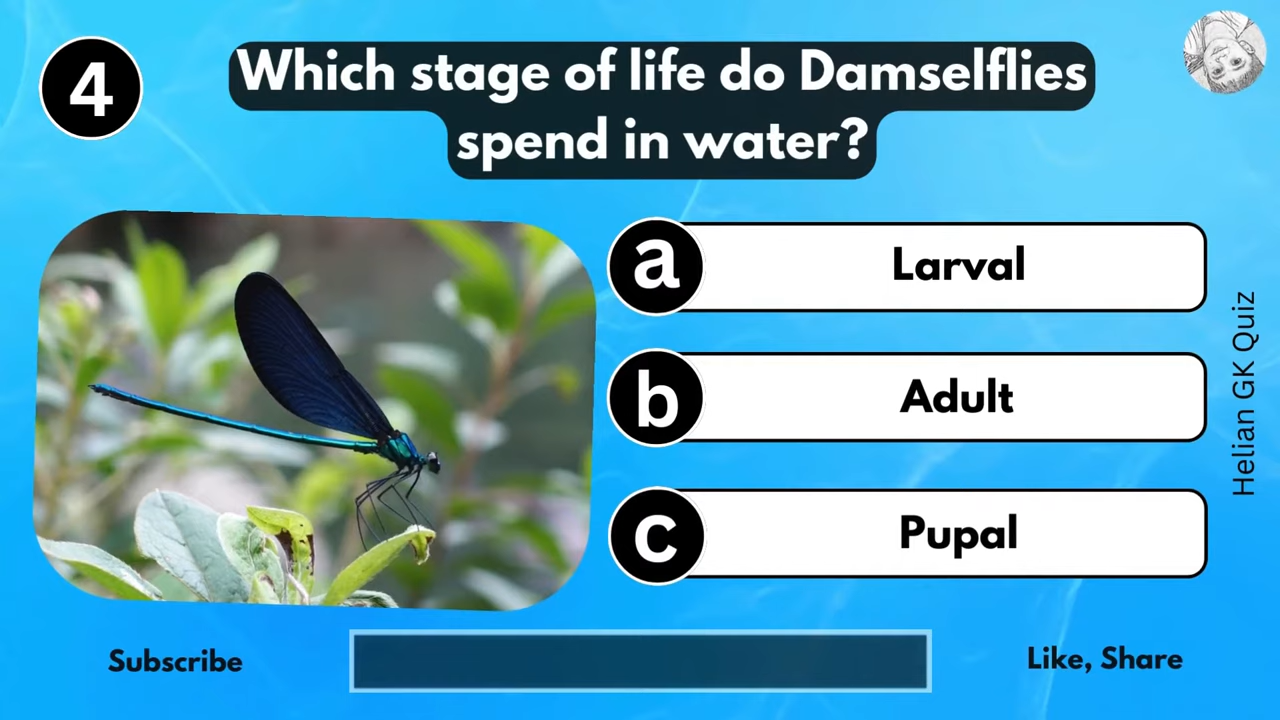 4
Which stage of life do Damselflies
spend in water?
a
Larval
b
Adult
c
Pupal
Helian GK Quiz
Subscribe
Like, Share